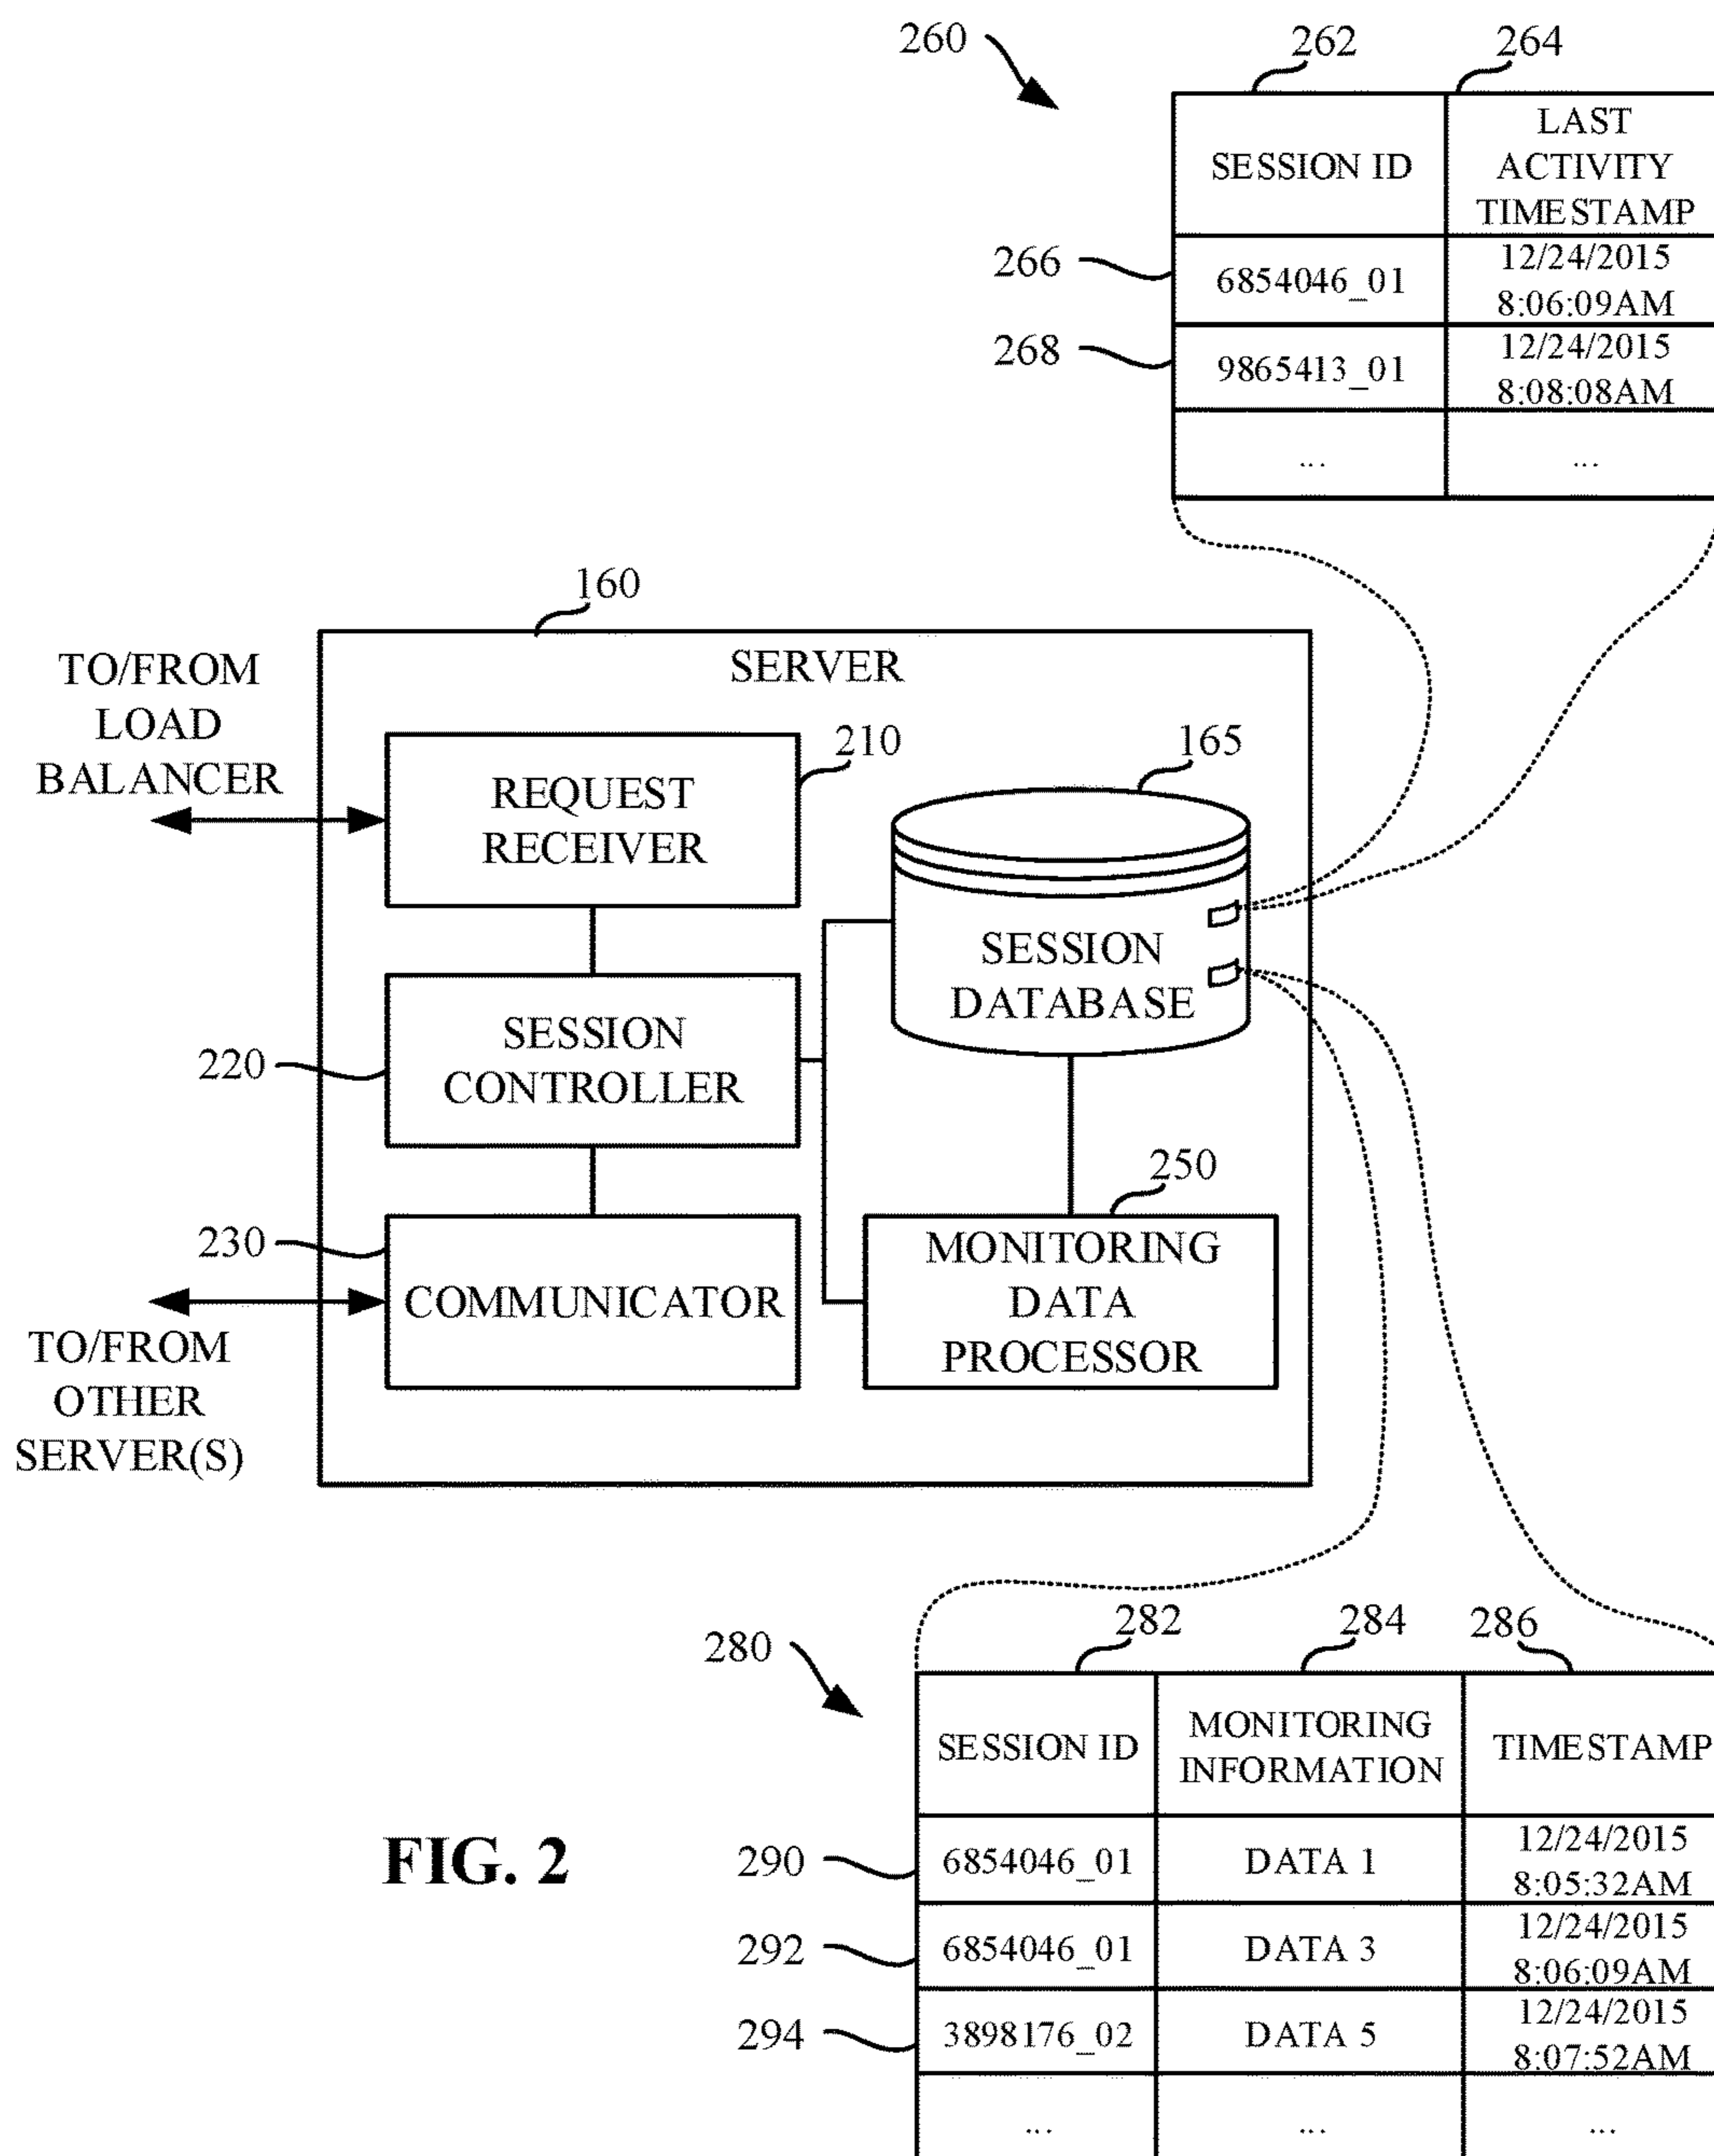 260
262
264
SESSION ID
LAST
ACTIVITY
TIMESTAMP
266
6854046_01
12/24/2015
8:06:09AM
268
9865413_01
12/24/2015
8:08:08AM
...
...
160
TO/FROM
LOAD
BALANCER
SERVER
210
REQUEST
RECEIVER
165
SESSION
DATABASE
220
SESSION
CONTROLLER
250
230
COMMUNICATOR
MONITORING
DATA
PROCESSOR
TO/FROM
OTHER
SERVER(S)
280
282
284
286
SESSION ID
MONITORING
INFORMATION
TIMESTAMP
FIG. 2
290
6854046_01
DATA 1
12/24/2015
8:05:32AM
292
6854046_01
DATA 3
12/24/2015
8:06:09AM
294
3898176_02
DATA 5
12/24/2015
8:07:52AM
...
...
...